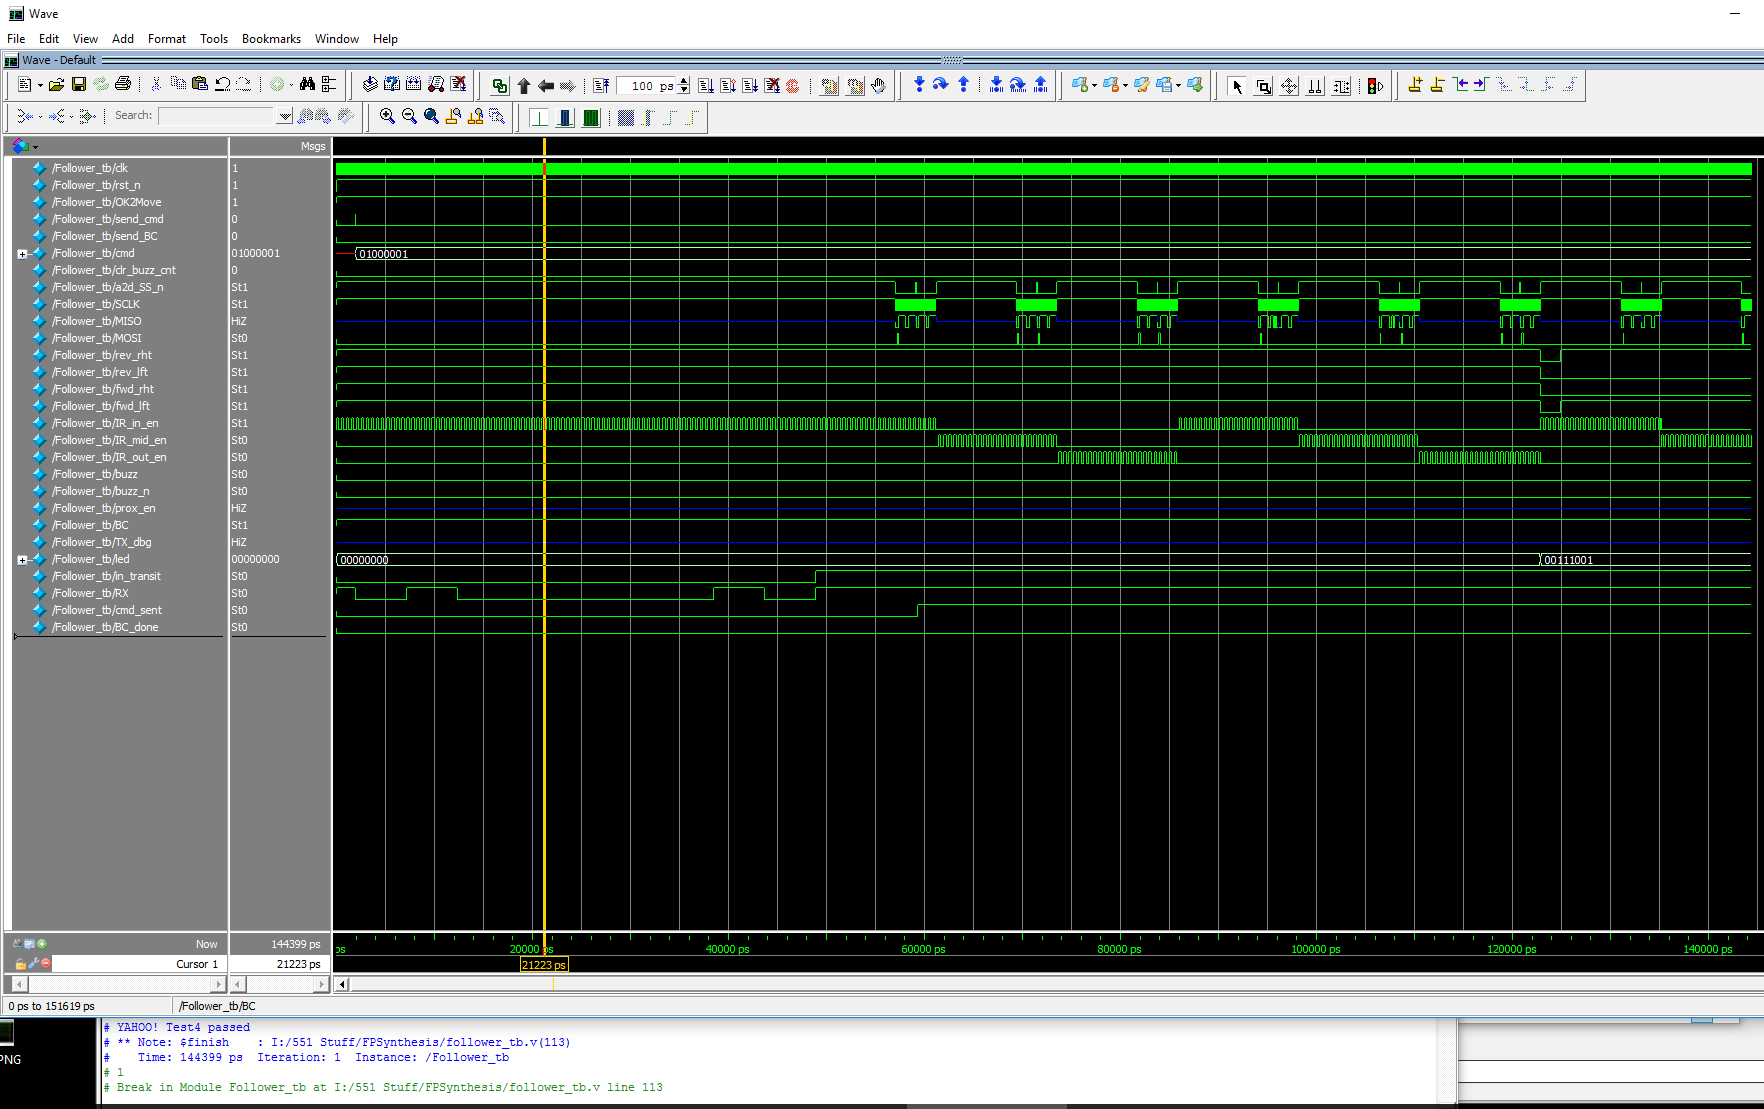 Wave
File Edit View Add Format Tools Bookmarks Window Help
Wave - Default
100 ps
Search:
Msgs
/Follower_tb/clk 1
/Follower_tb/rst_n 1
/Follower_tb/OK2Move 1
/Follower_tb/send_cmd 0
/Follower_tb/send_BC 0
/Follower_tb/cmd 01000001 01000001
/Follower_tb/clr_buzz_cnt 0
/Follower_tb/a2d_SS_n St1
/Follower_tb/SCLK St1
/Follower_tb/MISO HiZ
/Follower_tb/MOSI St0
/Follower_tb/rev_rht St1
/Follower_tb/rev_lft St1
/Follower_tb/fwd_rht St1
/Follower_tb/fwd_lft St1
/Follower_tb/IR_in_en St1
/Follower_tb/IR_mid_en St0
/Follower_tb/IR_out_en St0
/Follower_tb/buzz St0
/Follower_tb/buzz_n St0
/Follower_tb/prox_en HiZ
/Follower_tb/BC St1
/Follower_tb/TX_dbg HiZ
/Follower_tb/led 00000000 00000000 00111001
/Follower_tb/in_transit St0
/Follower_tb/RX St0
/Follower_tb/cmd_sent St0
/Follower_tb/BC_done St0
Now 144399 ps ps 20000 ps 40000 ps 60000 ps 80000 ps 100000 ps 120000 ps 140000 ps
Cursor 1 21223 ps 21223 ps
0 ps to 151619 ps /Follower_tb/BC
# YAHOO! Test4 passed
# ** Note: $finish : I:/551 Stuff/FPSynthesis/follower_tb.v(113)
# Time: 144399 ps Iteration: 1 Instance: /Follower_tb
# 1
# Break in Module Follower_tb at I:/551 Stuff/FPSynthesis/follower_tb.v line 113
PNG